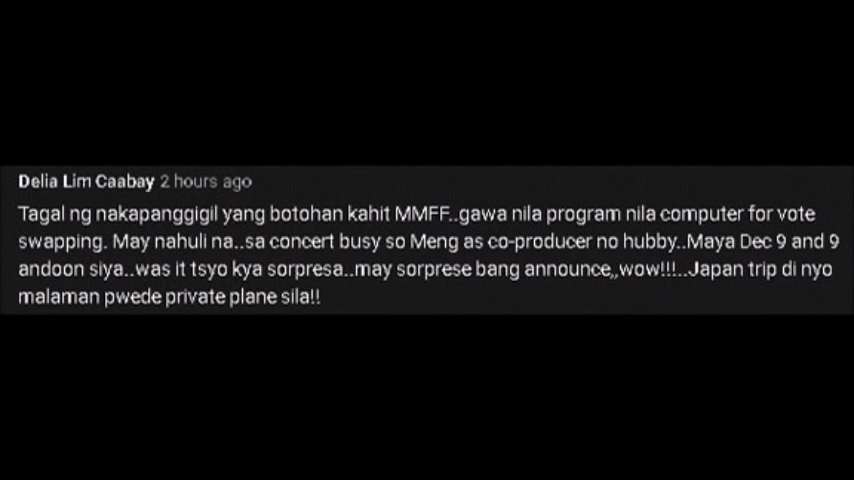 Delia Lim Caabay 2 hours ago
Tagal ng nakapanggigil yang botohan kahit MMFF..gawa nila program nila computer for vote
swapping. May nahuli na..sa concert busy so Meng as co-producer no hubby..Maya Dec 9 and 9
andoon siya..was it tsyo kya sorpresa..may sorprese bang announce,,wow!!!..Japan trip di nyo
malaman pwede private plane sila!!